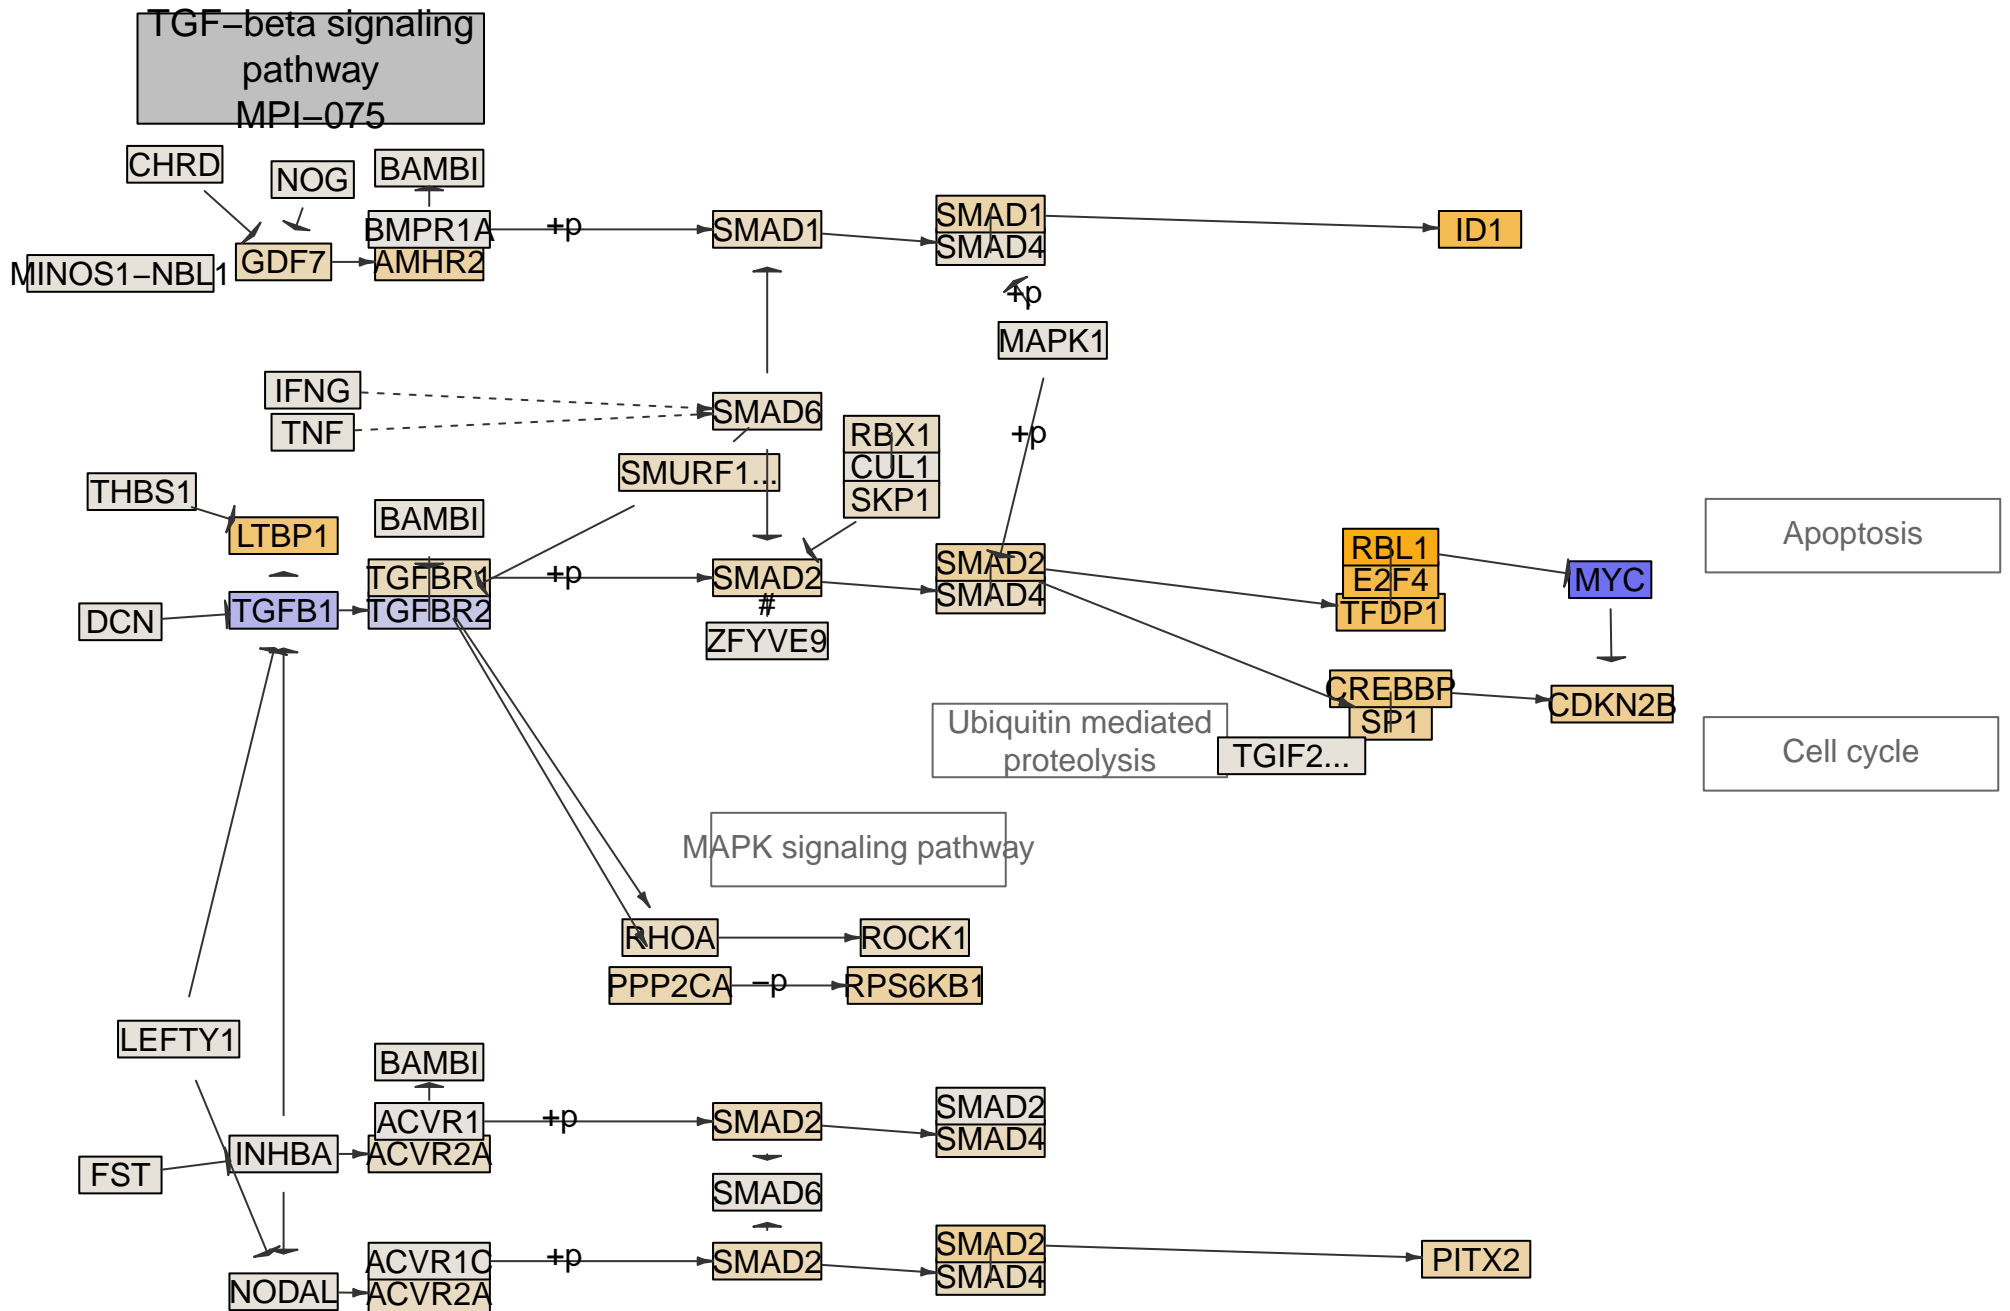 TGF−beta signaling
pathway
MPI−075
CHRD
NOG
BAMBI
BMPR1A
+p
SMAD1
SMAD1
SMAD4
ID1
MINOS1−NBL1
GDF7
AMHR2
+p
MAPK1
IFNG
TNF
SMAD6
SMURF1...
RBX1
CUL1
SKP1
+p
THBS1
LTBP1
BAMBI
TGFBR1
TGFBR2
+p
SMAD2
#
ZFYVE9
SMAD2
SMAD4
RBL1
E2F4
TFDP1
MYC
Apoptosis
DCN
TGFB1
CREBBP
SP1
CDKN2B
TGIF2...
Ubiquitin mediated
proteolysis
Cell cycle
MAPK signaling pathway
RHOA
ROCK1
PPP2CA
−p
RPS6KB1
LEFTY1
BAMBI
ACVR1
ACVR2A
+p
SMAD2
SMAD2
SMAD4
FST
INHBA
SMAD6
NODAL
ACVR1C
ACVR2A
+p
SMAD2
SMAD2
SMAD4
PITX2